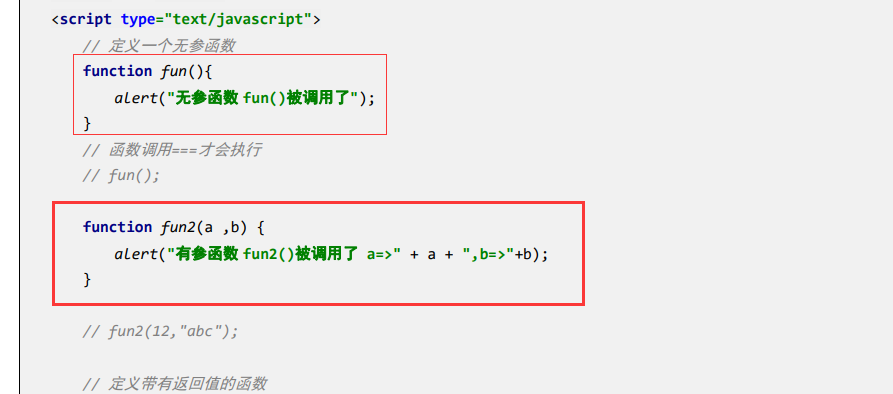 <script type="text/javascript">
// 定义一个无参函数
function fun(){
alert("无参函数 fun()被调用了");
}
// 函数调用===才会执行
// fun();
function fun2(a ,b) {
alert("有参函数 fun2()被调用了 a=>" + a + ",b=>"+b);
}
// fun2(12,"abc");
// 定义带有返回值的函数